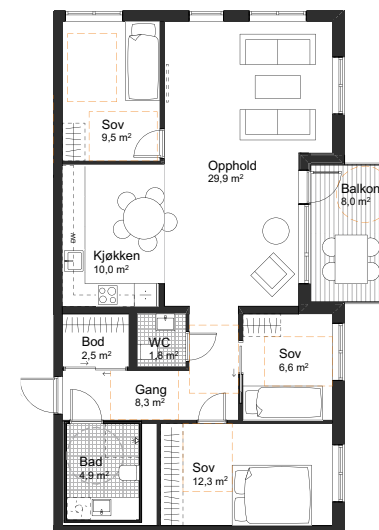 Sov
9,5 m²
Opphold
29,9 m²
Balkon
8,0 m²
Kjøkken
10,0 m²
Bod
2,5 m²
WC
1,8 m²
Sov
6,6 m²
Gang
8,3 m²
Bad
4,9 m²
Sov
12,3 m²